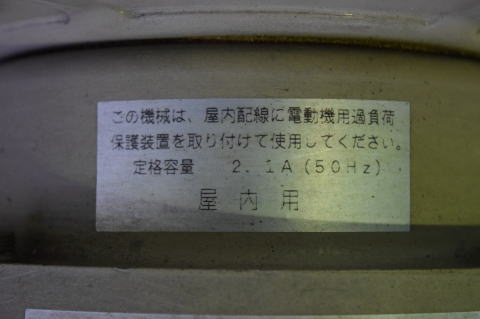 この機械は、屋内配線に電動機用過負荷
保護装置を取り付けて使用してください。
定格容量 2.1A(50Hz)
屋内用